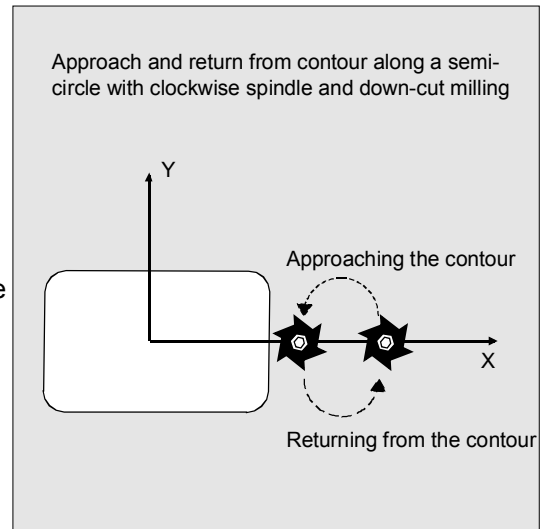 Approach and return from contour along a semi-
circle with clockwise spindle and down-cut milling
Y
e
Approaching the contour
X
Returning from the contour